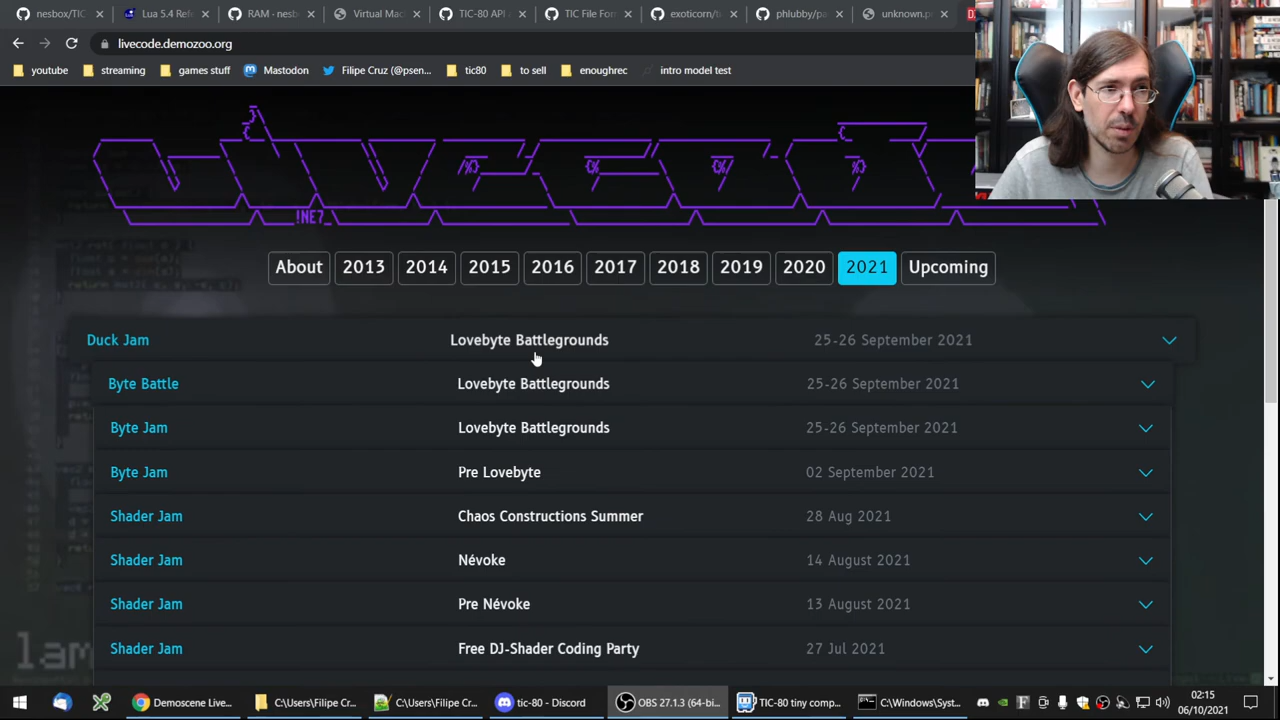 nesbox/TIC
Lua 5.4 Refe
RAM - nesb
Virtual Mac
TIC-80 API
TIC File For
exoticorn/
phlubby/pa
unknown.p
livecode.demozoo.org
youtube
streaming
games stuff
Mastodon
Filipe Cruz (@psen...
tic80
to sell
enoughrec
intro model test
!NE?
About
2013
2014
2015
2016
2017
2018
2019
2020
2021
Upcoming
Duck Jam Lovebyte Battlegrounds 25-26 September 2021
Byte Battle Lovebyte Battlegrounds 25-26 September 2021
Byte Jam Lovebyte Battlegrounds 25-26 September 2021
Byte Jam Pre Lovebyte 02 September 2021
Shader Jam Chaos Constructions Summer 28 Aug 2021
Shader Jam Névoke 14 August 2021
Shader Jam Pre Névoke 13 August 2021
Shader Jam Free DJ-Shader Coding Party 27 Jul 2021
Demoscene Live...
C:\Users\Filipe Cr...
C:\Users\Filipe Cr...
tic-80 - Discord
OBS 27.1.3 (64-bi...
TIC-80 tiny comp...
C:\Windows\Syst...
02:15
06/10/2021